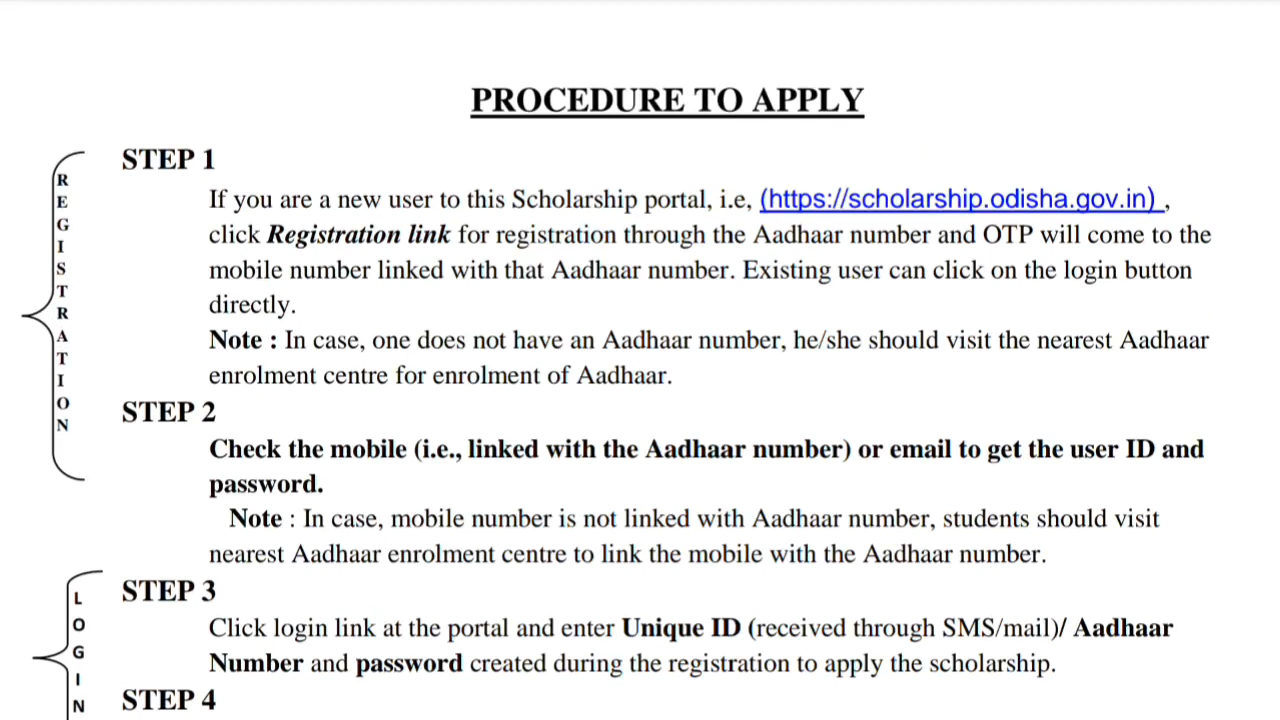 PROCEDURE TO APPLY
REGISTRATION
STEP 1
If you are a new user to this Scholarship portal, i.e, (https://scholarship.odisha.gov.in) ,
click Registration link for registration through the Aadhaar number and OTP will come to the
mobile number linked with that Aadhaar number. Existing user can click on the login button
directly.
Note : In case, one does not have an Aadhaar number, he/she should visit the nearest Aadhaar
enrolment centre for enrolment of Aadhaar.
STEP 2
Check the mobile (i.e., linked with the Aadhaar number) or email to get the user ID and
password.
Note : In case, mobile number is not linked with Aadhaar number, students should visit
nearest Aadhaar enrolment centre to link the mobile with the Aadhaar number.
LOGIN
STEP 3
Click login link at the portal and enter Unique ID (received through SMS/mail)/ Aadhaar
Number and password created during the registration to apply the scholarship.
STEP 4